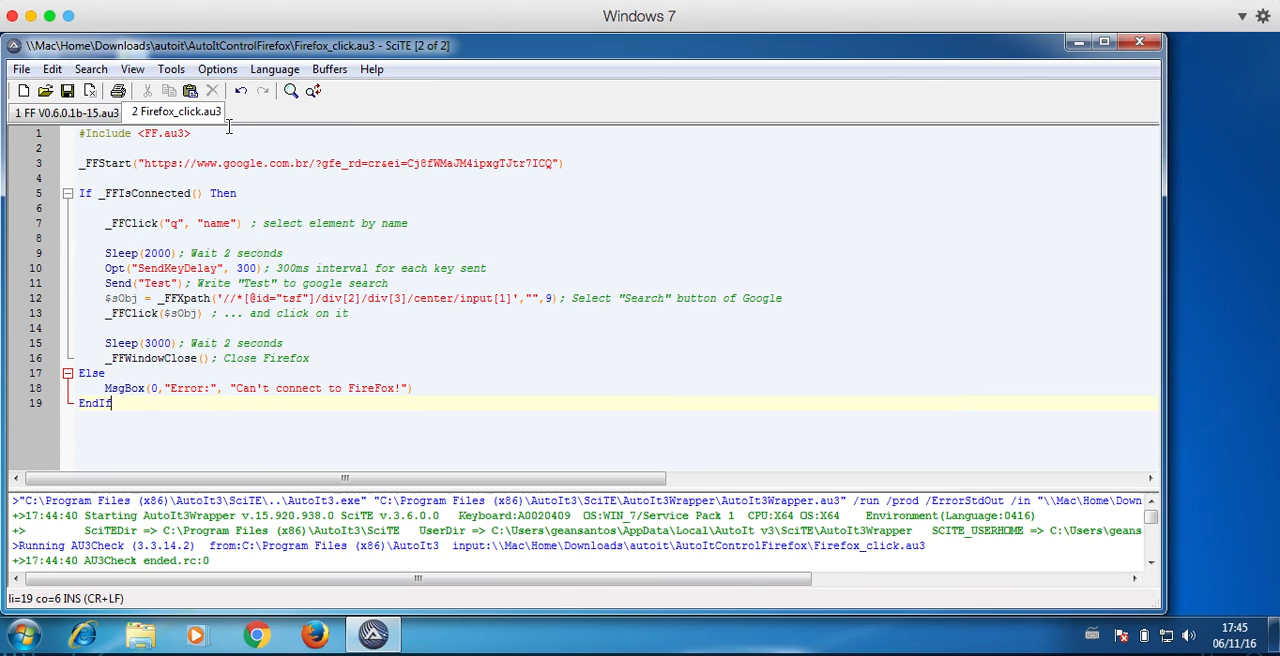 Windows 7
\\Mac\Home\Downloads\autoit\AutoItControlFirefox\Firefox_click.au3 - SciTE [2 of 2]
File Edit Search View Tools Options Language Buffers Help
1 FF V0.6.0.1b-15.au3 2 Firefox_click.au3
1 #Include <FF.au3>
2
3 _FFStart("https://www.google.com.br/?gfe_rd=cr&ei=Cj8fWMaJM4ipxgTJtr7ICQ")
4
5 If _FFIsConnected() Then
6
7 _FFClick("q", "name") ; select element by name
8
9 Sleep(2000); Wait 2 seconds
10 Opt("SendKeyDelay", 300); 300ms interval for each key sent
11 Send("Test"); Write "Test" to google search
12 $sObj = _FFXpath('//*[@id="tsf"]/div[2]/div[3]/center/input[1]',"",9); Select "Search" button of Google
13 _FFClick($sObj) ; ... and click on it
14
15 Sleep(3000); Wait 2 seconds
16 _FFWindowClose(); Close Firefox
17 Else
18 MsgBox(0,"Error:", "Can't connect to FireFox!")
19 EndIf
>"C:\Program Files (x86)\AutoIt3\SciTE\..\AutoIt3.exe" "C:\Program Files (x86)\AutoIt3\SciTE\AutoIt3Wrapper\AutoIt3Wrapper.au3" /run /prod /ErrorStdOut /in "\\Mac\Home\Down
+>17:44:40 Starting AutoIt3Wrapper v.15.920.938.0 SciTE v.3.6.0.0 Keyboard:A0020409 OS:WIN_7/Service Pack 1 CPU:X64 OS:X64 Environment(Language:0416)
+> SciTEDir => C:\Program Files (x86)\AutoIt3\SciTE UserDir => C:\Users\geansantos\AppData\Local\AutoIt v3\SciTE\AutoIt3Wrapper SCITE_USERHOME => C:\Users\geans
>Running AU3Check (3.3.14.2) from:C:\Program Files (x86)\AutoIt3 input:\\Mac\Home\Downloads\autoit\AutoItControlFirefox\Firefox_click.au3
+>17:44:40 AU3Check ended.rc:0
li=19 co=6 INS (CR+LF)
17:45
06/11/16